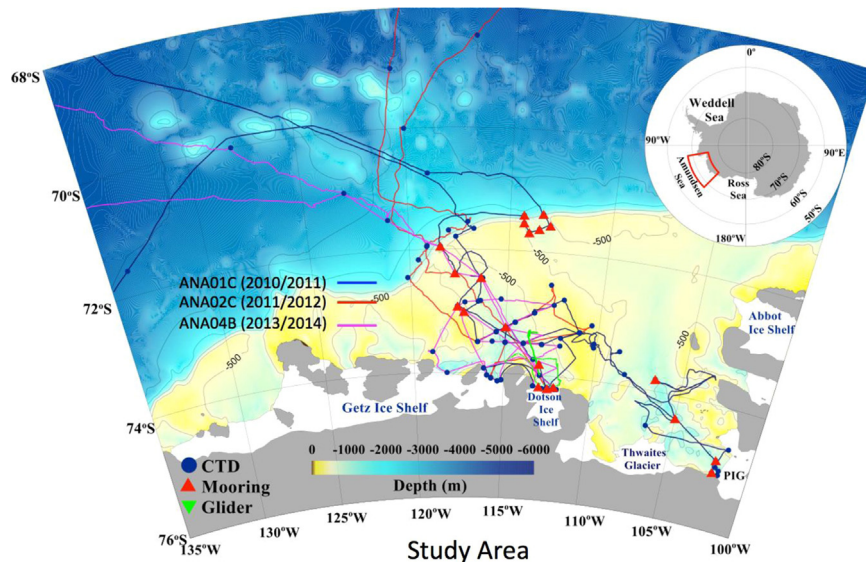 68°S
70°S
72°S
74°S
76°S
135°W
130°W
125°W
120°W
115°W
110°W
105°W
100°W
0°
Weddell
Sea
90°W
90°E
80°S
70°S
60°S
50°S
Amundsen
Sea
Ross
Sea
180°W
-500
-500
-500
-500
-500
-500
ANA01C (2010/2011)
ANA02C (2011/2012)
ANA04B (2013/2014)
Abbot
Ice Shelf
Getz Ice Shelf
Dotson
Ice
Shelf
Thwaites
Glacier
PIG
CTD
Mooring
Glider
0 -1000 -2000 -3000 -4000 -5000 -6000
Depth (m)
Study Area